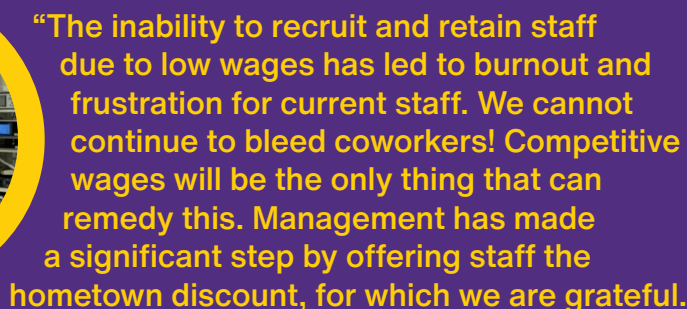 “The inability to recruit and retain staff
due to low wages has led to burnout and
frustration for current staff. We cannot
continue to bleed coworkers! Competitive
wages will be the only thing that can
remedy this. Management has made
a significant step by offering staff the
hometown discount, for which we are grateful.